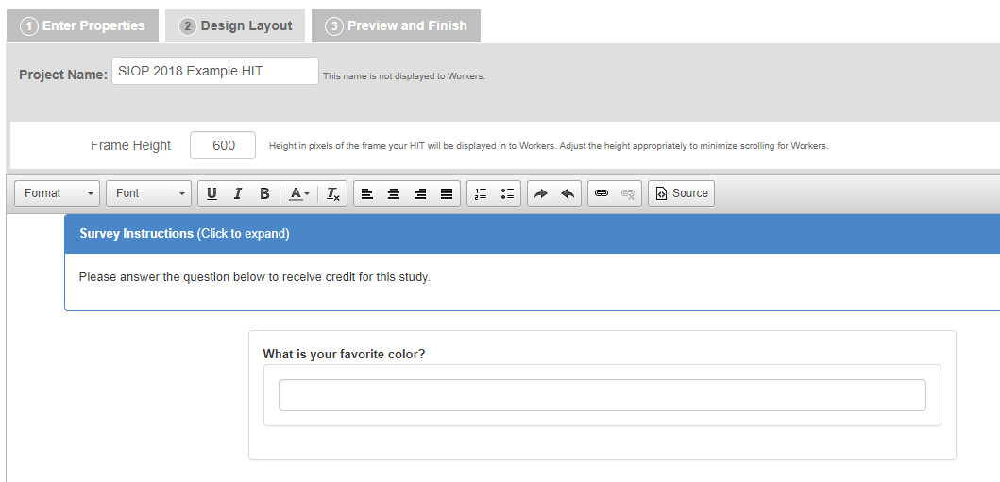 1 Enter Properties 2 Design Layout 3 Preview and Finish
Project Name: SIOP 2018 Example HIT This name is not displayed to Workers.
Frame Height 600 Height in pixels of the frame your HIT will be displayed in to Workers. Adjust the height appropriately to minimize scrolling for Workers.
Format Font U I B A Ix Source
Survey Instructions (Click to expand)
Please answer the question below to receive credit for this study.
What is your favorite color?